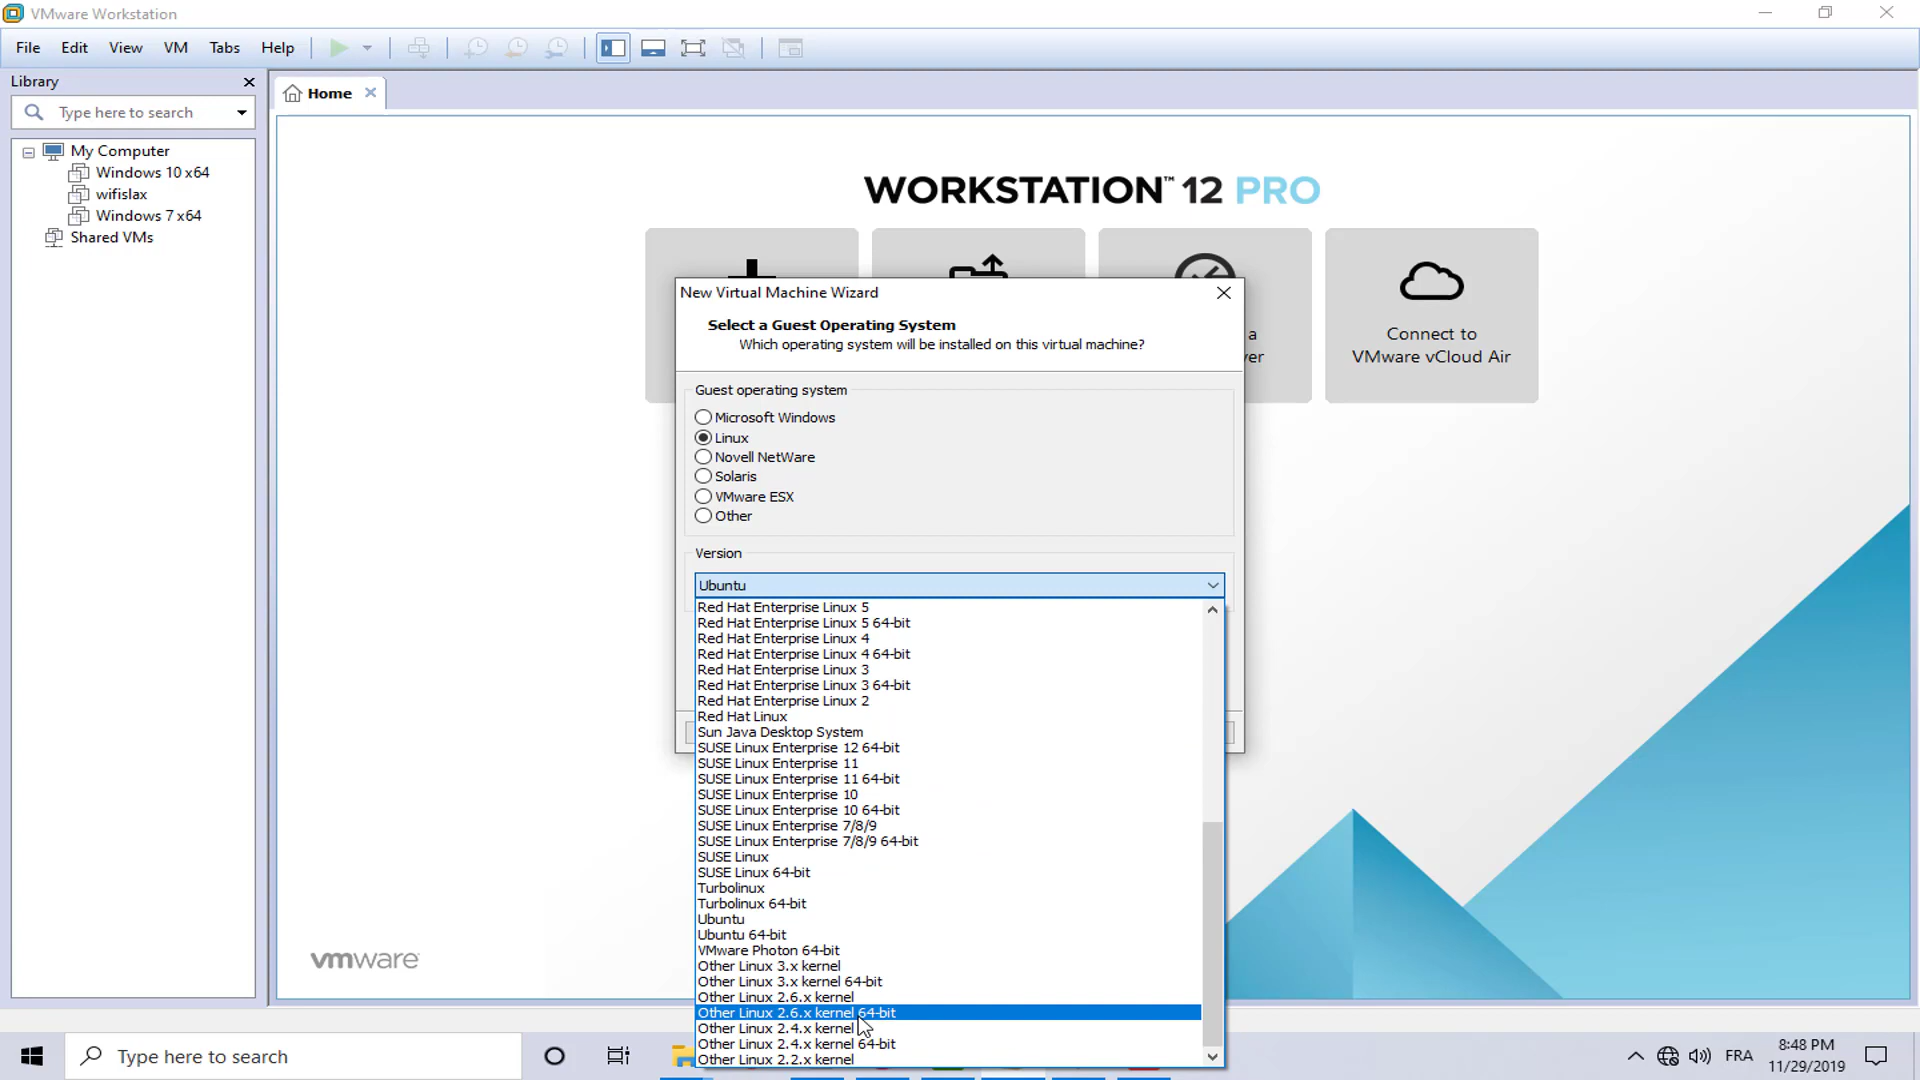 VMware Workstation
File Edit View VM Tabs Help
Library
Type here to search
My Computer
Windows 10 x64
wifislax
Windows 7 x64
Shared VMs
Home
WORKSTATION™ 12 PRO
a
ver
Connect to
VMware vCloud Air
New Virtual Machine Wizard
Select a Guest Operating System
Which operating system will be installed on this virtual machine?
Guest operating system
Microsoft Windows
Linux
Novell NetWare
Solaris
VMware ESX
Other
Version
Ubuntu
Red Hat Enterprise Linux 5
Red Hat Enterprise Linux 5 64-bit
Red Hat Enterprise Linux 4
Red Hat Enterprise Linux 4 64-bit
Red Hat Enterprise Linux 3
Red Hat Enterprise Linux 3 64-bit
Red Hat Enterprise Linux 2
Red Hat Linux
Sun Java Desktop System
SUSE Linux Enterprise 12 64-bit
SUSE Linux Enterprise 11
SUSE Linux Enterprise 11 64-bit
SUSE Linux Enterprise 10
SUSE Linux Enterprise 10 64-bit
SUSE Linux Enterprise 7/8/9
SUSE Linux Enterprise 7/8/9 64-bit
SUSE Linux
SUSE Linux 64-bit
Turbolinux
Turbolinux 64-bit
Ubuntu
Ubuntu 64-bit
VMware Photon 64-bit
Other Linux 3.x kernel
Other Linux 3.x kernel 64-bit
Other Linux 2.6.x kernel
Other Linux 2.6.x kernel 64-bit
Other Linux 2.4.x kernel
Other Linux 2.4.x kernel 64-bit
Other Linux 2.2.x kernel
vmware
Type here to search
FRA
8:48 PM
11/29/2019